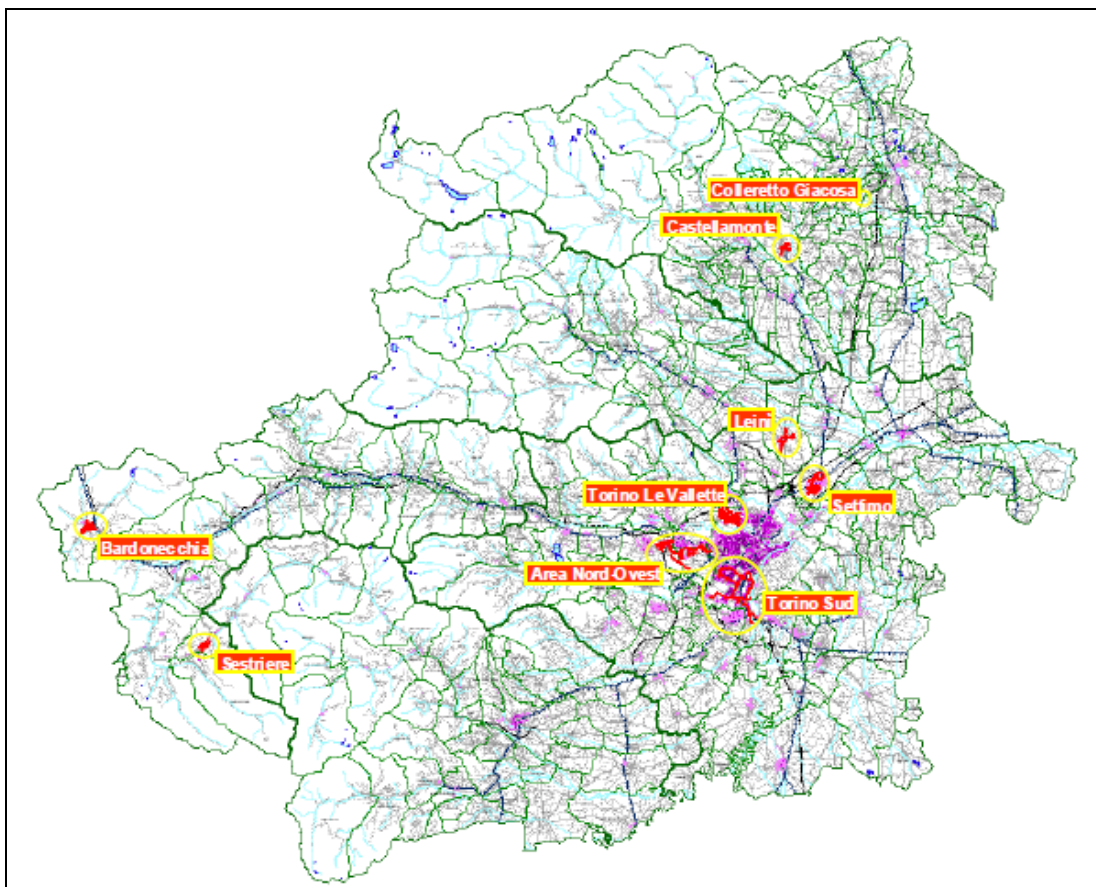 Colleretto Giacosa
Castellamonte
Leinì
Torino Le Vallette
Settimo
Bardonecchia
Area Nord-Ovest
Torino Sud
Sestriere